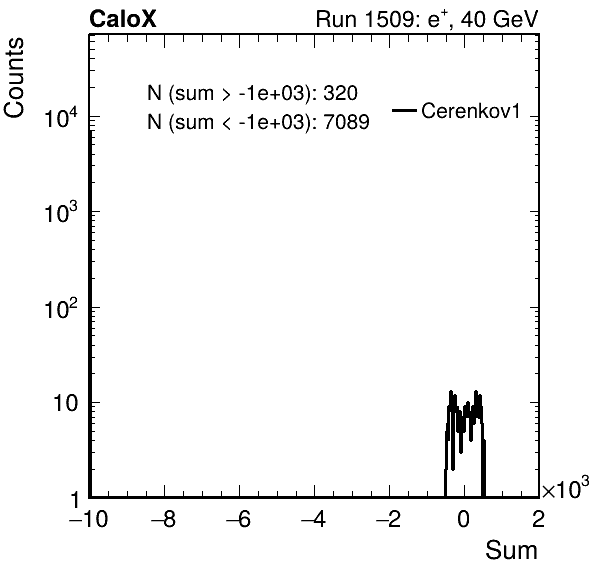 CaloX Run 1509: e⁺, 40 GeV
Counts
N (sum > -1e+03): 320
N (sum < -1e+03): 7089
Cerenkov1
10⁴
10³
10²
10
1
−10 −8 −6 −4 −2 0 2
×10³
Sum